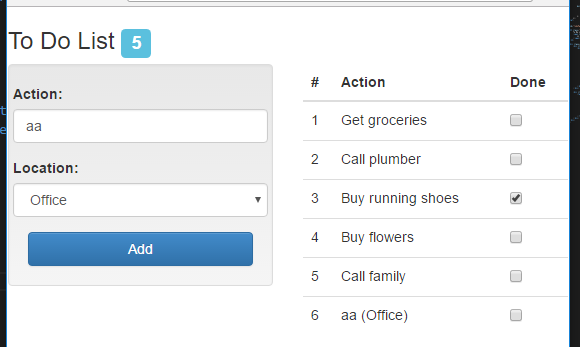 To Do List 5
Action:
aa
Location:
Office
Add
# Action Done
1 Get groceries
2 Call plumber
3 Buy running shoes
4 Buy flowers
5 Call family
6 aa (Office)